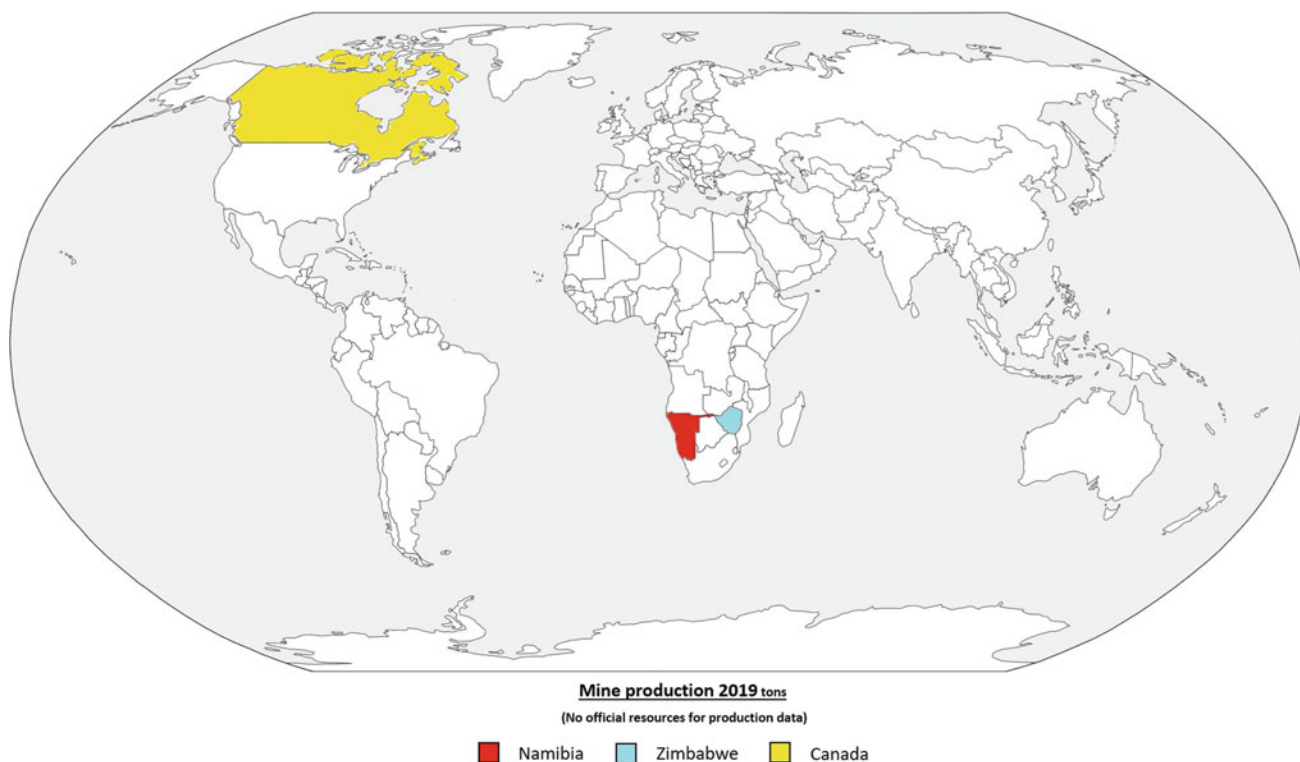 Mine production 2019 tons
(No official resources for production data)
Namibia Zimbabwe Canada